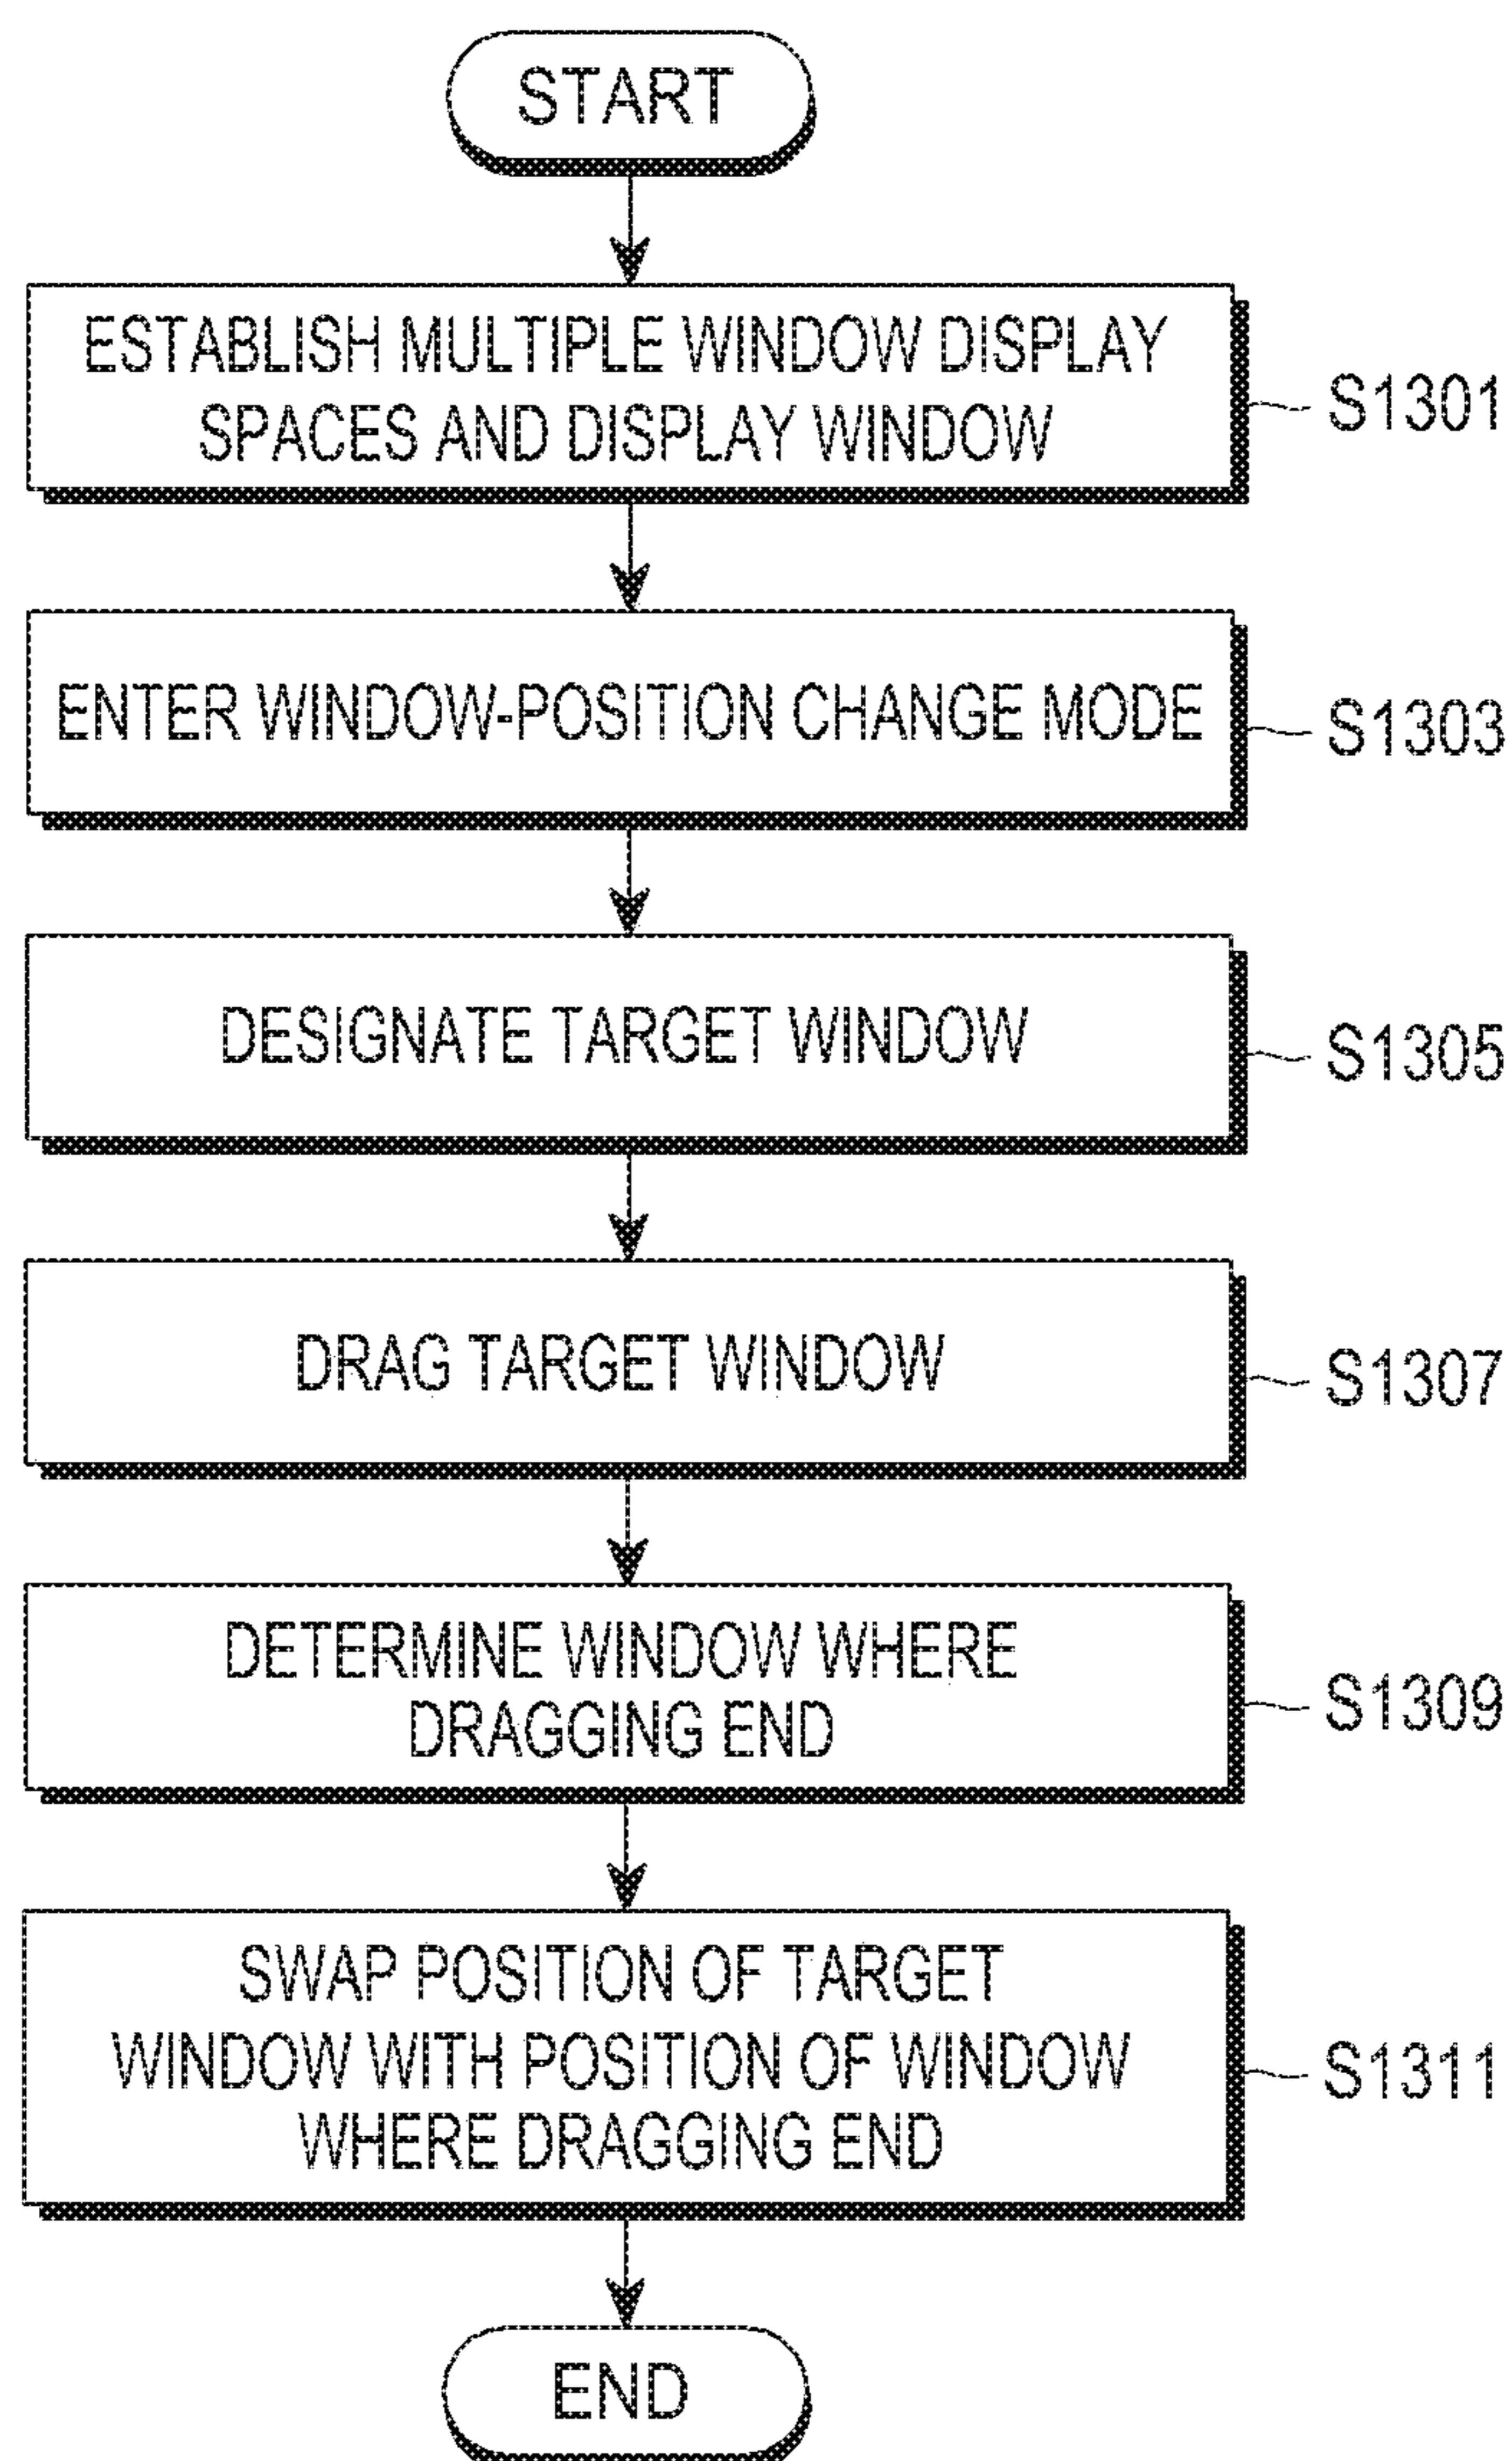 START
ESTABLISH MULTIPLE WINDOW DISPLAY
SPACES AND DISPLAY WINDOW
S1301
ENTER WINDOW-POSITION CHANGE MODE
S1303
DESIGNATE TARGET WINDOW
S1305
DRAG TARGET WINDOW
S1307
DETERMINE WINDOW WHERE
DRAGGING END
S1309
SWAP POSITION OF TARGET
WINDOW WITH POSITION OF WINDOW
WHERE DRAGGING END
S1311
END